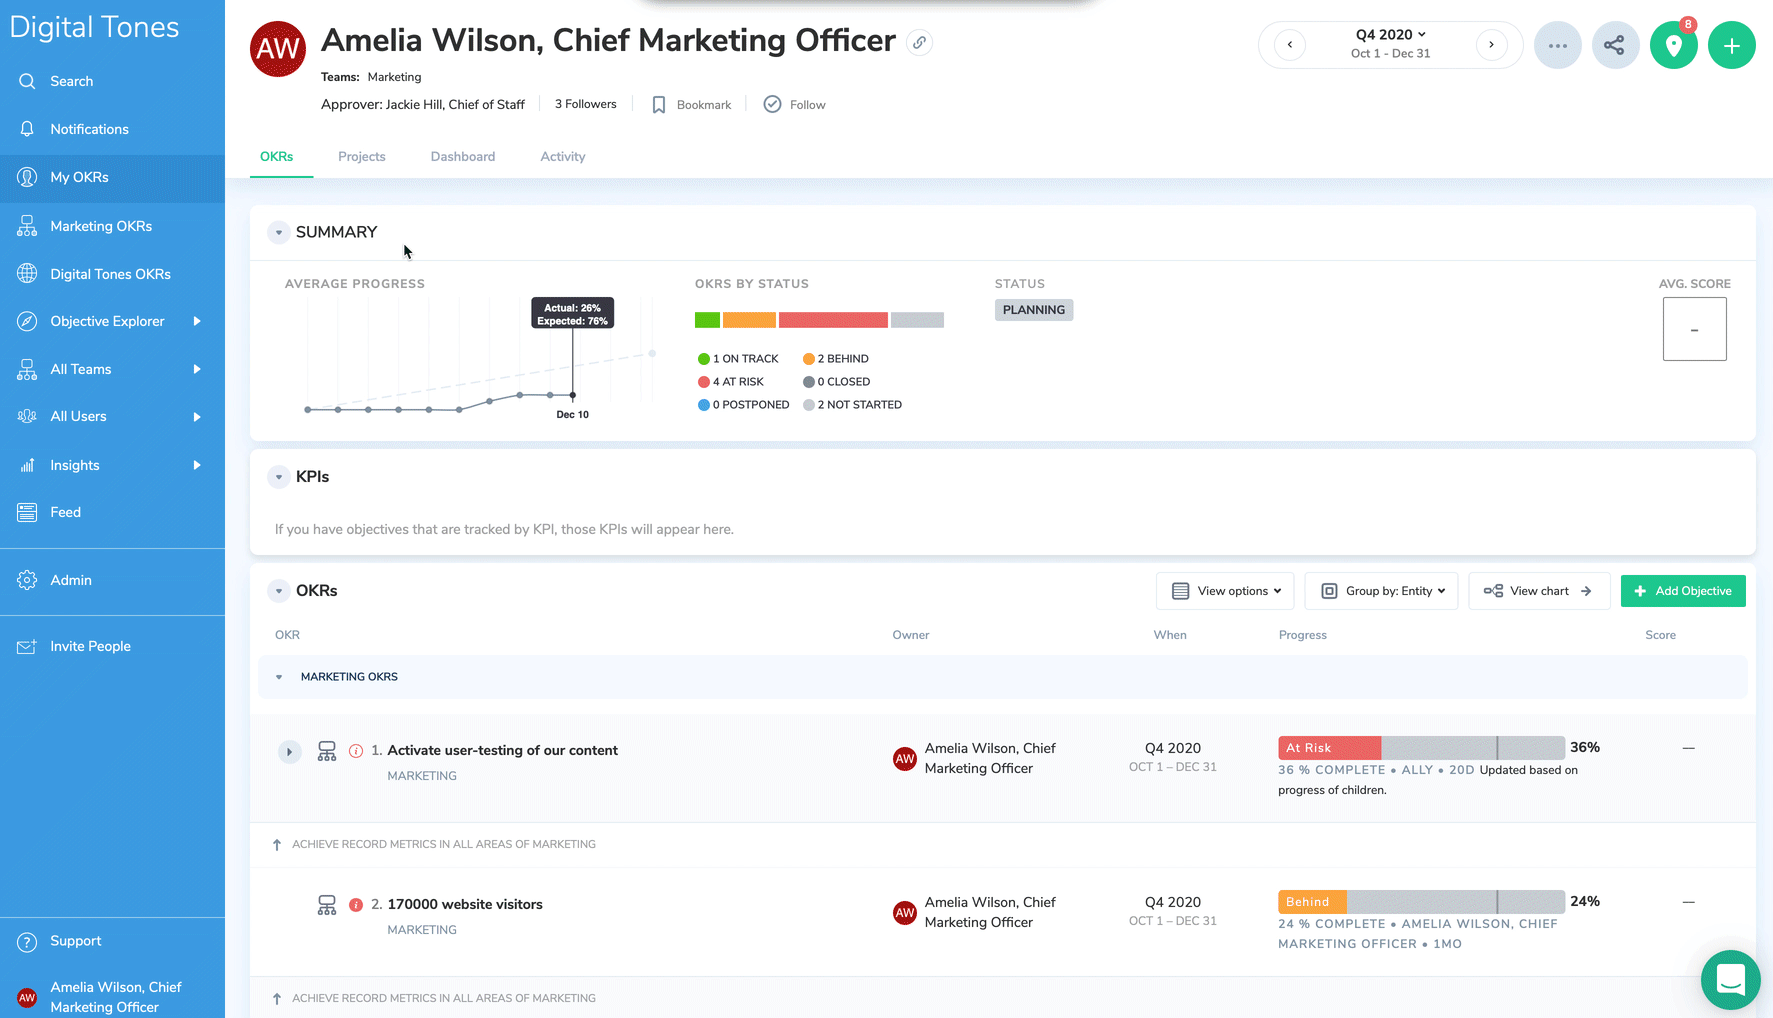 Digital Tones
Search
Notifications
My OKRs
Marketing OKRs
Digital Tones OKRs
Objective Explorer
All Teams
All Users
Insights
Feed
Admin
Invite People
Support
AW
Amelia Wilson, Chief
Marketing Officer
AW
Amelia Wilson, Chief Marketing Officer
Teams: Marketing
Approver: Jackie Hill, Chief of Staff
3 Followers
Bookmark
Follow
Q4 2020
Oct 1 - Dec 31
8
OKRs
Projects
Dashboard
Activity
SUMMARY
AVERAGE PROGRESS
Actual: 26%
Expected: 76%
Dec 10
OKRS BY STATUS
1 ON TRACK
2 BEHIND
4 AT RISK
0 CLOSED
0 POSTPONED
2 NOT STARTED
STATUS
PLANNING
AVG. SCORE
-
KPIs
If you have objectives that are tracked by KPI, those KPIs will appear here.
OKRs
View options
Group by: Entity
View chart
+ Add Objective
OKR
Owner
When
Progress
Score
MARKETING OKRS
1. Activate user-testing of our content
MARKETING
AW
Amelia Wilson, Chief
Marketing Officer
Q4 2020
OCT 1 – DEC 31
At Risk
36%
36 % COMPLETE • ALLY • 20D Updated based on
progress of children.
—
ACHIEVE RECORD METRICS IN ALL AREAS OF MARKETING
2. 170000 website visitors
MARKETING
AW
Amelia Wilson, Chief
Marketing Officer
Q4 2020
OCT 1 – DEC 31
Behind
24%
24 % COMPLETE • AMELIA WILSON, CHIEF
MARKETING OFFICER • 1MO
—
ACHIEVE RECORD METRICS IN ALL AREAS OF MARKETING